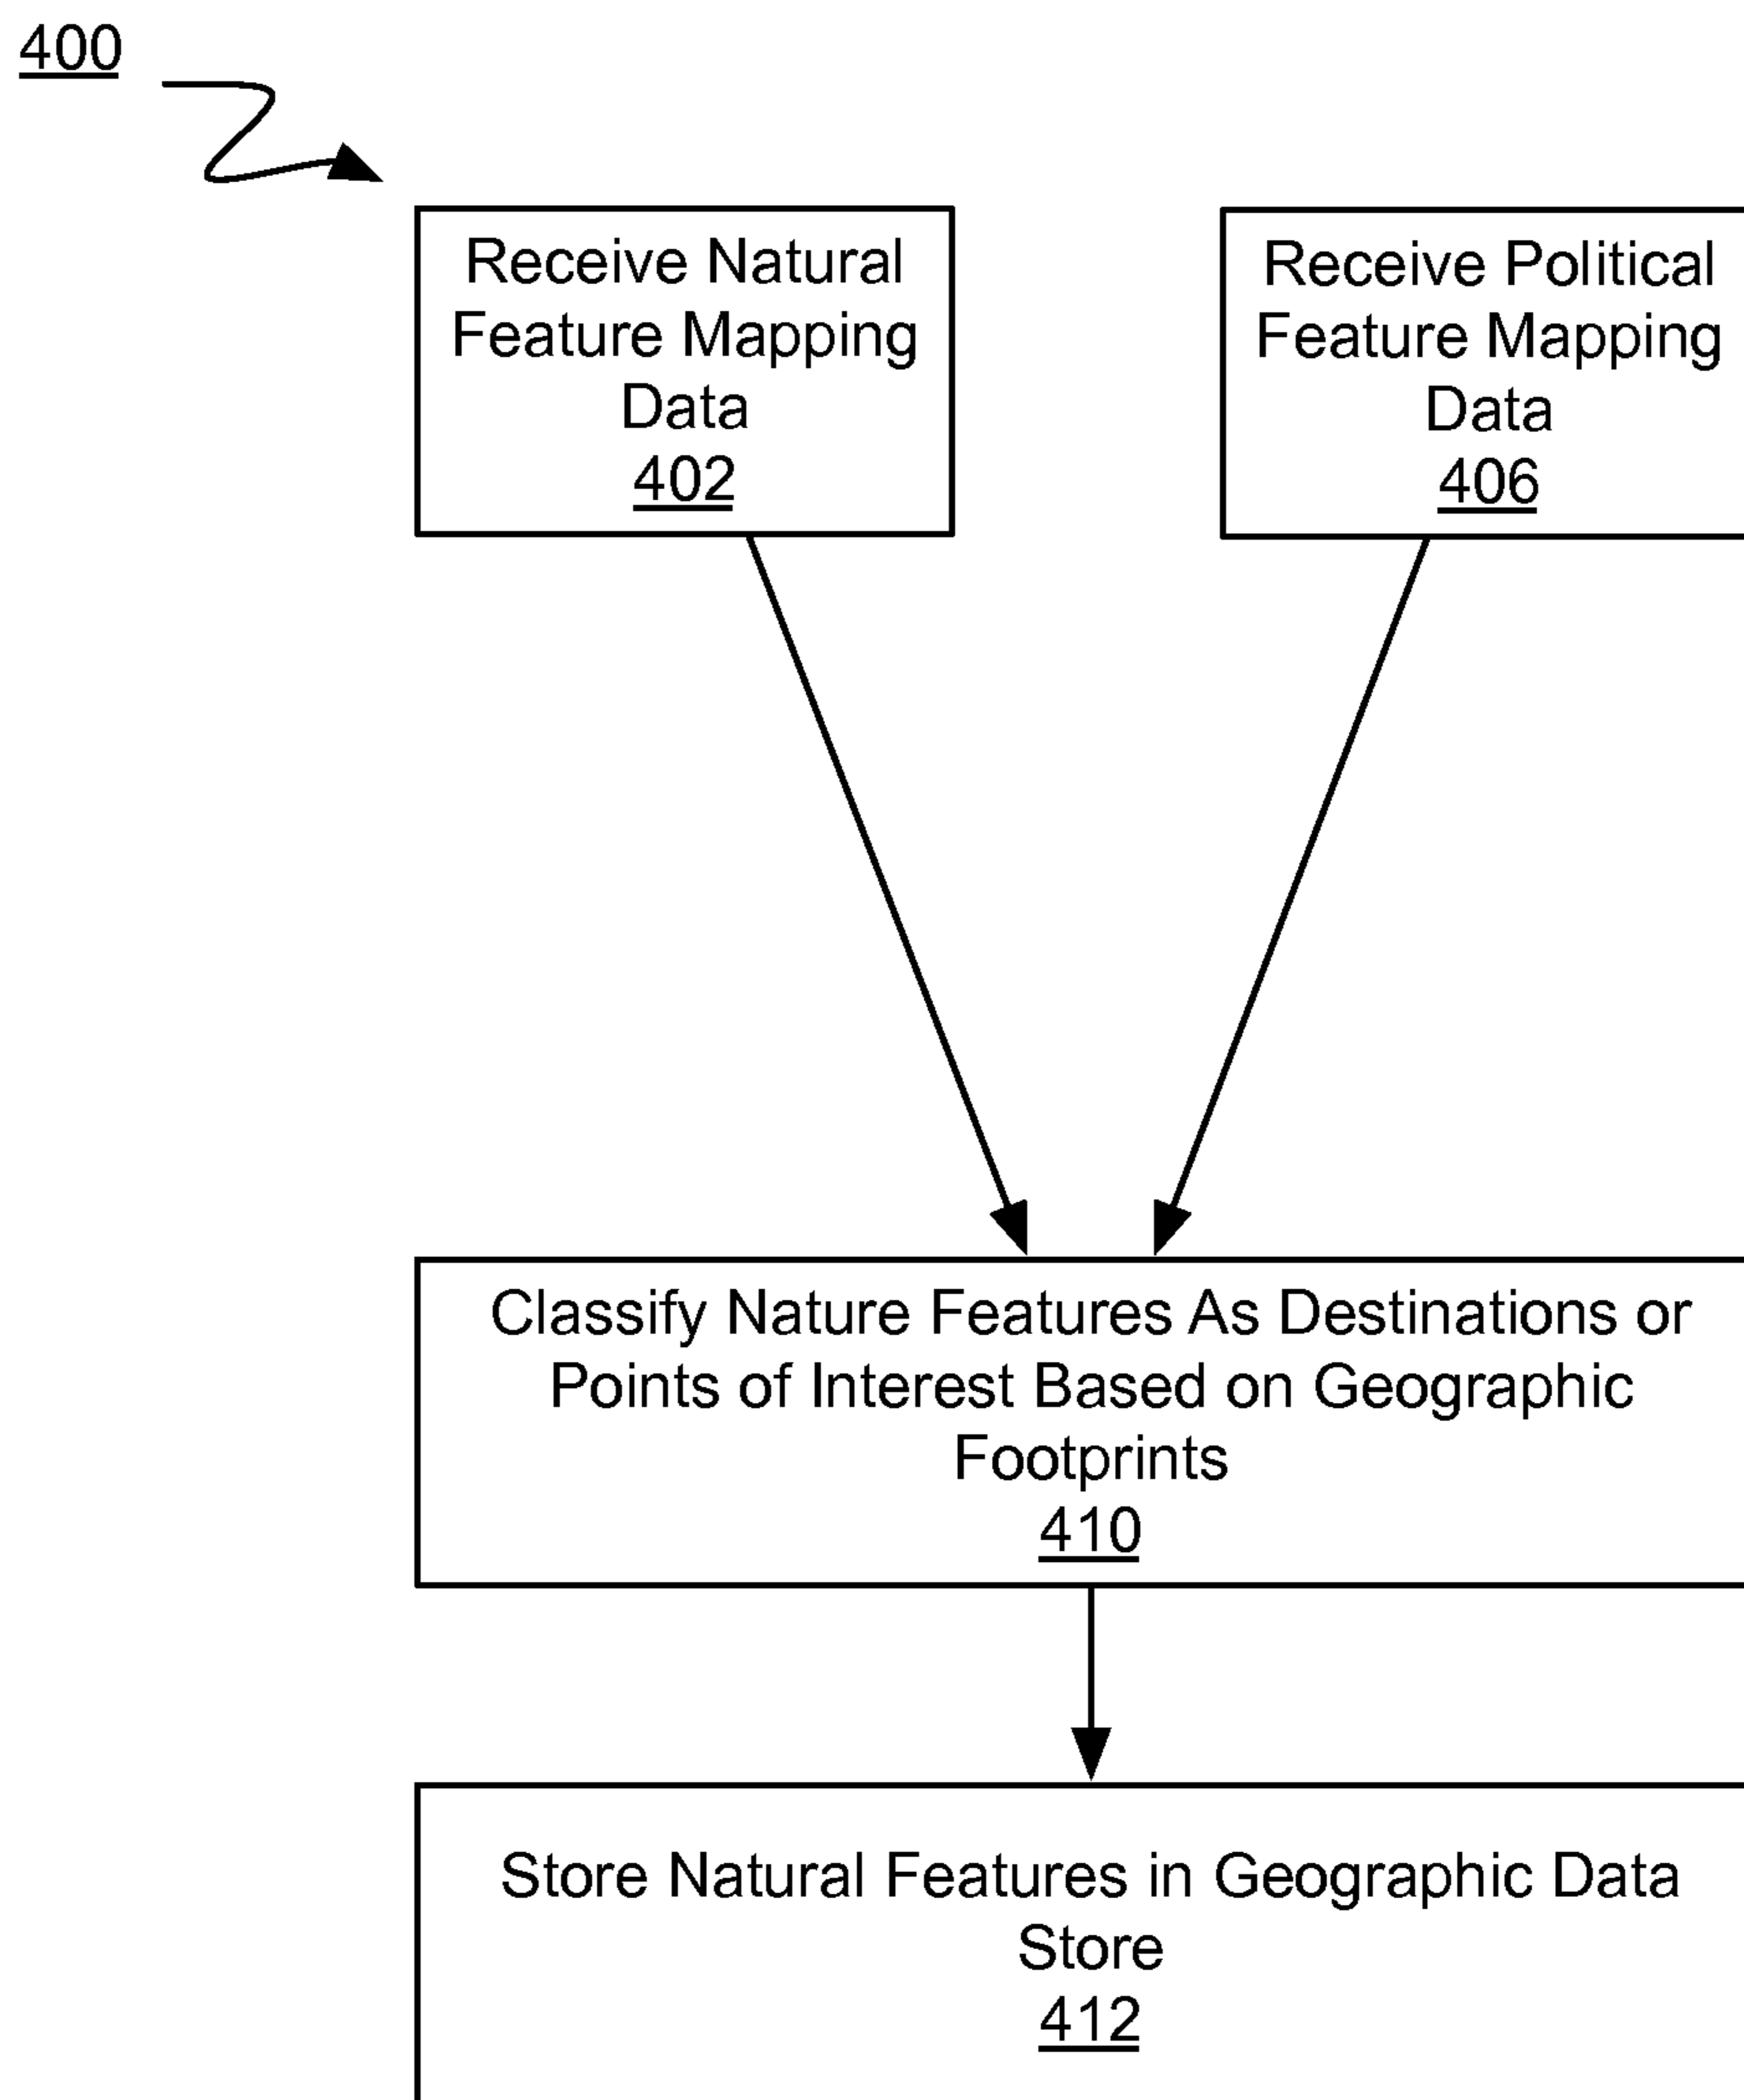 400
Receive Natural
Feature Mapping
Data
402
Receive Political
Feature Mapping
Data
406
Classify Nature Features As Destinations or
Points of Interest Based on Geographic
Footprints
410
Store Natural Features in Geographic Data
Store
412